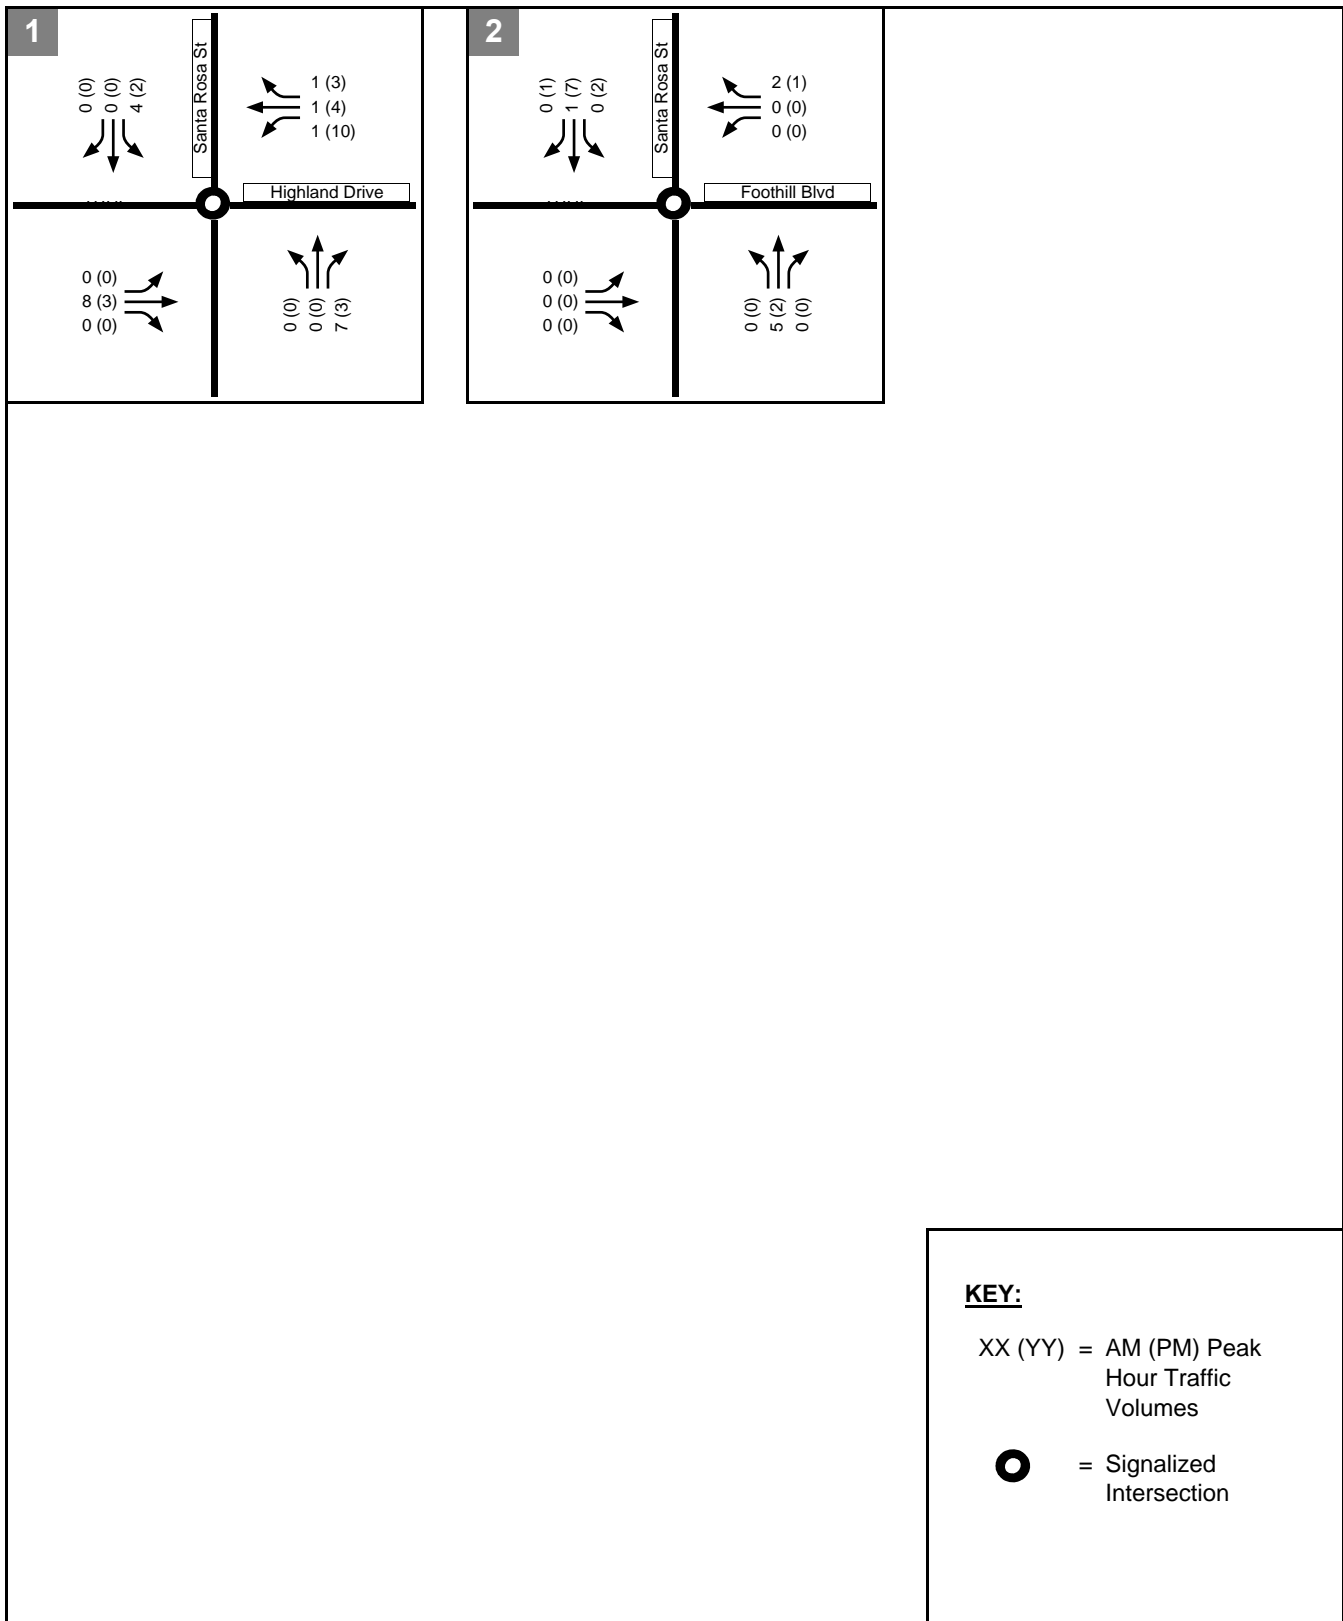 1
Santa Rosa St
0 (0)
0 (0)
4 (2)
1 (3)
1 (4)
1 (10)
Highland Drive
0 (0)
8 (3)
0 (0)
0 (0)
0 (0)
7 (3)
2
Santa Rosa St
0 (1)
1 (7)
0 (2)
2 (1)
0 (0)
0 (0)
Foothill Blvd
0 (0)
0 (0)
0 (0)
0 (0)
5 (2)
0 (0)
KEY:
XX (YY) = AM (PM) Peak
Hour Traffic
Volumes
= Signalized
Intersection